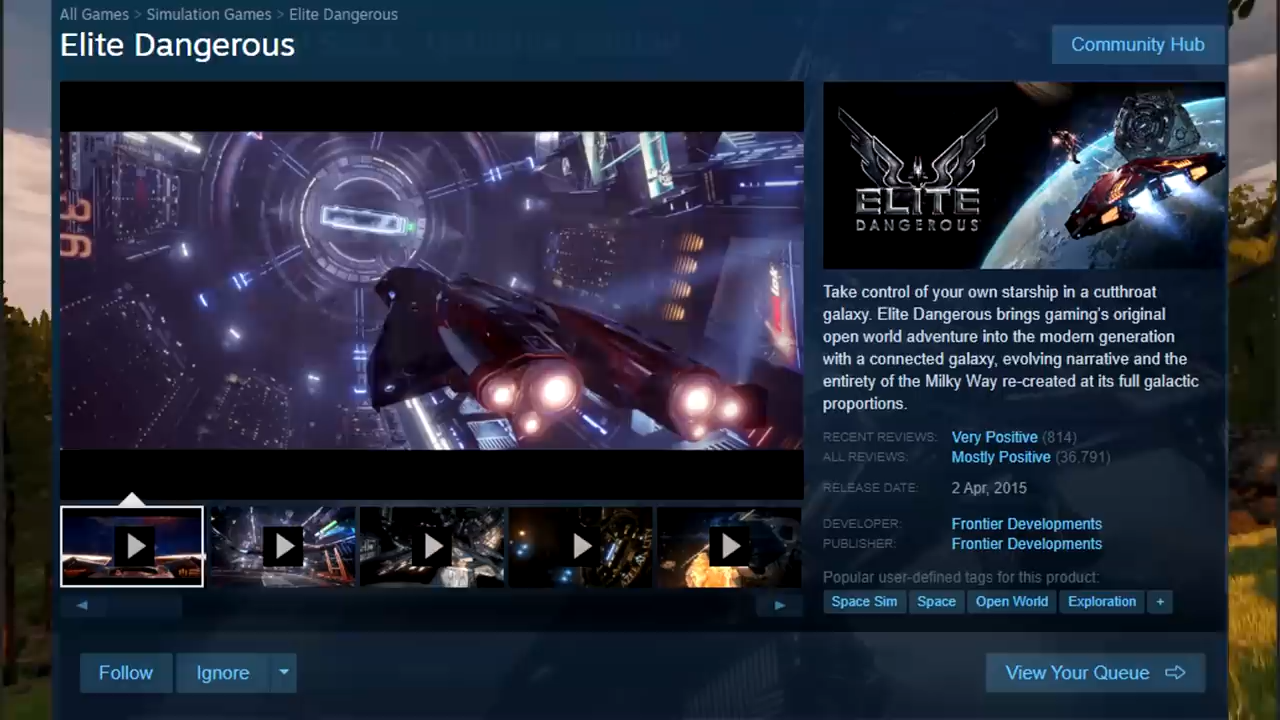 All Games > Simulation Games > Elite Dangerous
Elite Dangerous
Community Hub
36
ELITE
DANGEROUS
Take control of your own starship in a cutthroat
galaxy. Elite Dangerous brings gaming's original
open world adventure into the modern generation
with a connected galaxy, evolving narrative and the
entirety of the Milky Way re-created at its full galactic
proportions.
RECENT REVIEWS: Very Positive (814)
ALL REVIEWS: Mostly Positive (36,791)
RELEASE DATE: 2 Apr, 2015
DEVELOPER: Frontier Developments
PUBLISHER: Frontier Developments
Popular user-defined tags for this product:
Space Sim Space Open World Exploration +
Follow Ignore
View Your Queue